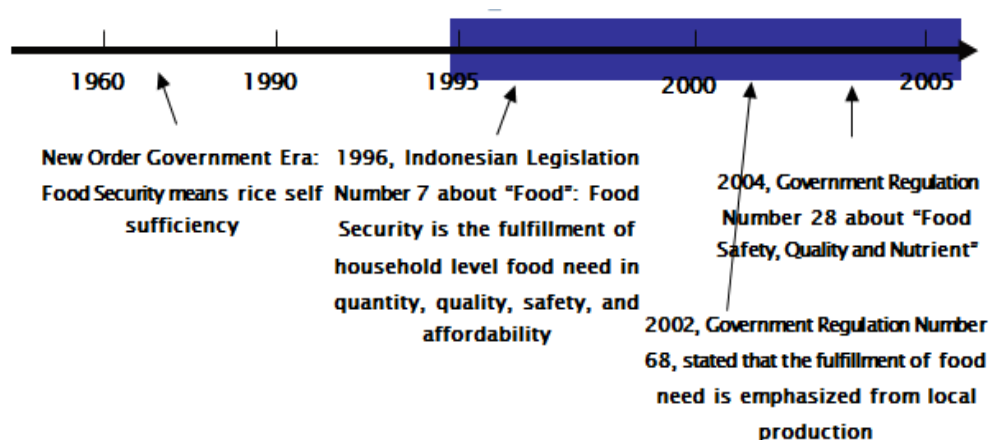 1960 1990 1995 2000 2005
New Order Government Era:
Food Security means rice self
sufficiency
1996, Indonesian Legislation
Number 7 about "Food": Food
Security is the fulfillment of
household level food need in
quantity, quality, safety, and
affordability
2004, Government Regulation
Number 28 about "Food
Safety, Quality and Nutrient"
2002, Government Regulation Number
68, stated that the fulfillment of food
need is emphasized from local
production